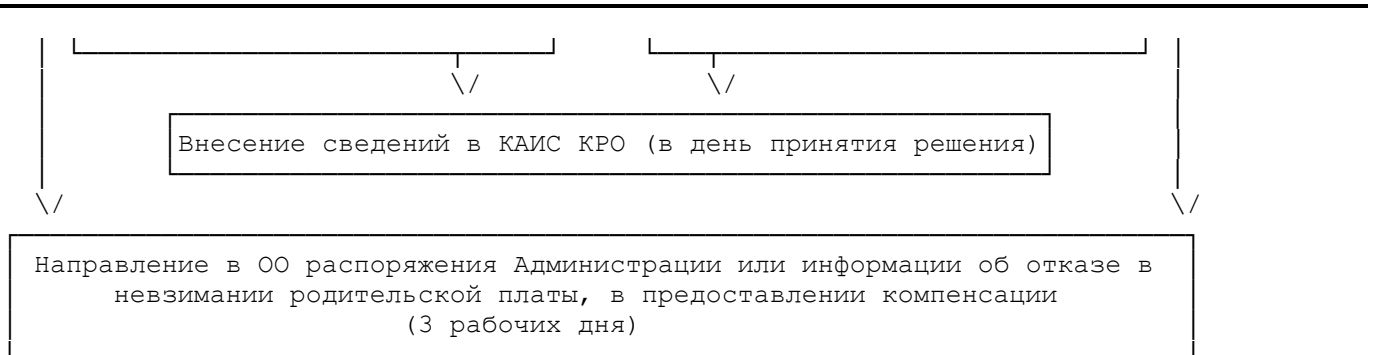 Внесение сведений в КАИС КРО (в день принятия решения)
Направление в ОО распоряжения Администрации или информации об отказе в
невзимании родительской платы, в предоставлении компенсации
(3 рабочих дня)